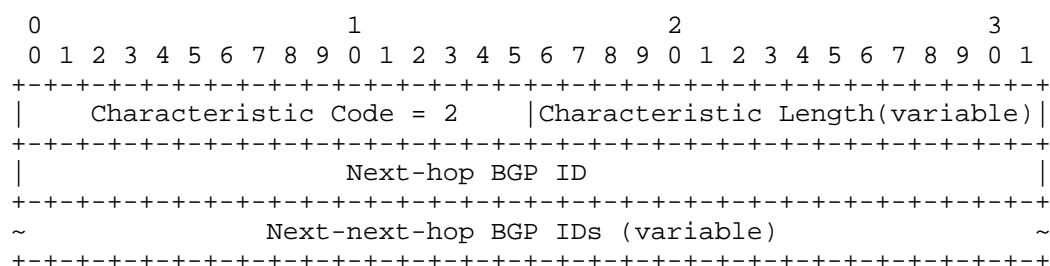 0                   1                   2                   3
 0 1 2 3 4 5 6 7 8 9 0 1 2 3 4 5 6 7 8 9 0 1 2 3 4 5 6 7 8 9 0 1
+-+-+-+-+-+-+-+-+-+-+-+-+-+-+-+-+-+-+-+-+-+-+-+-+-+-+-+-+-+-+-+-+
|    Characteristic Code = 2    |Characteristic Length(variable)|
+-+-+-+-+-+-+-+-+-+-+-+-+-+-+-+-+-+-+-+-+-+-+-+-+-+-+-+-+-+-+-+-+
|                    Next-hop BGP ID                            |
+-+-+-+-+-+-+-+-+-+-+-+-+-+-+-+-+-+-+-+-+-+-+-+-+-+-+-+-+-+-+-+-+
~               Next-next-hop BGP IDs (variable)                ~
+-+-+-+-+-+-+-+-+-+-+-+-+-+-+-+-+-+-+-+-+-+-+-+-+-+-+-+-+-+-+-+-+